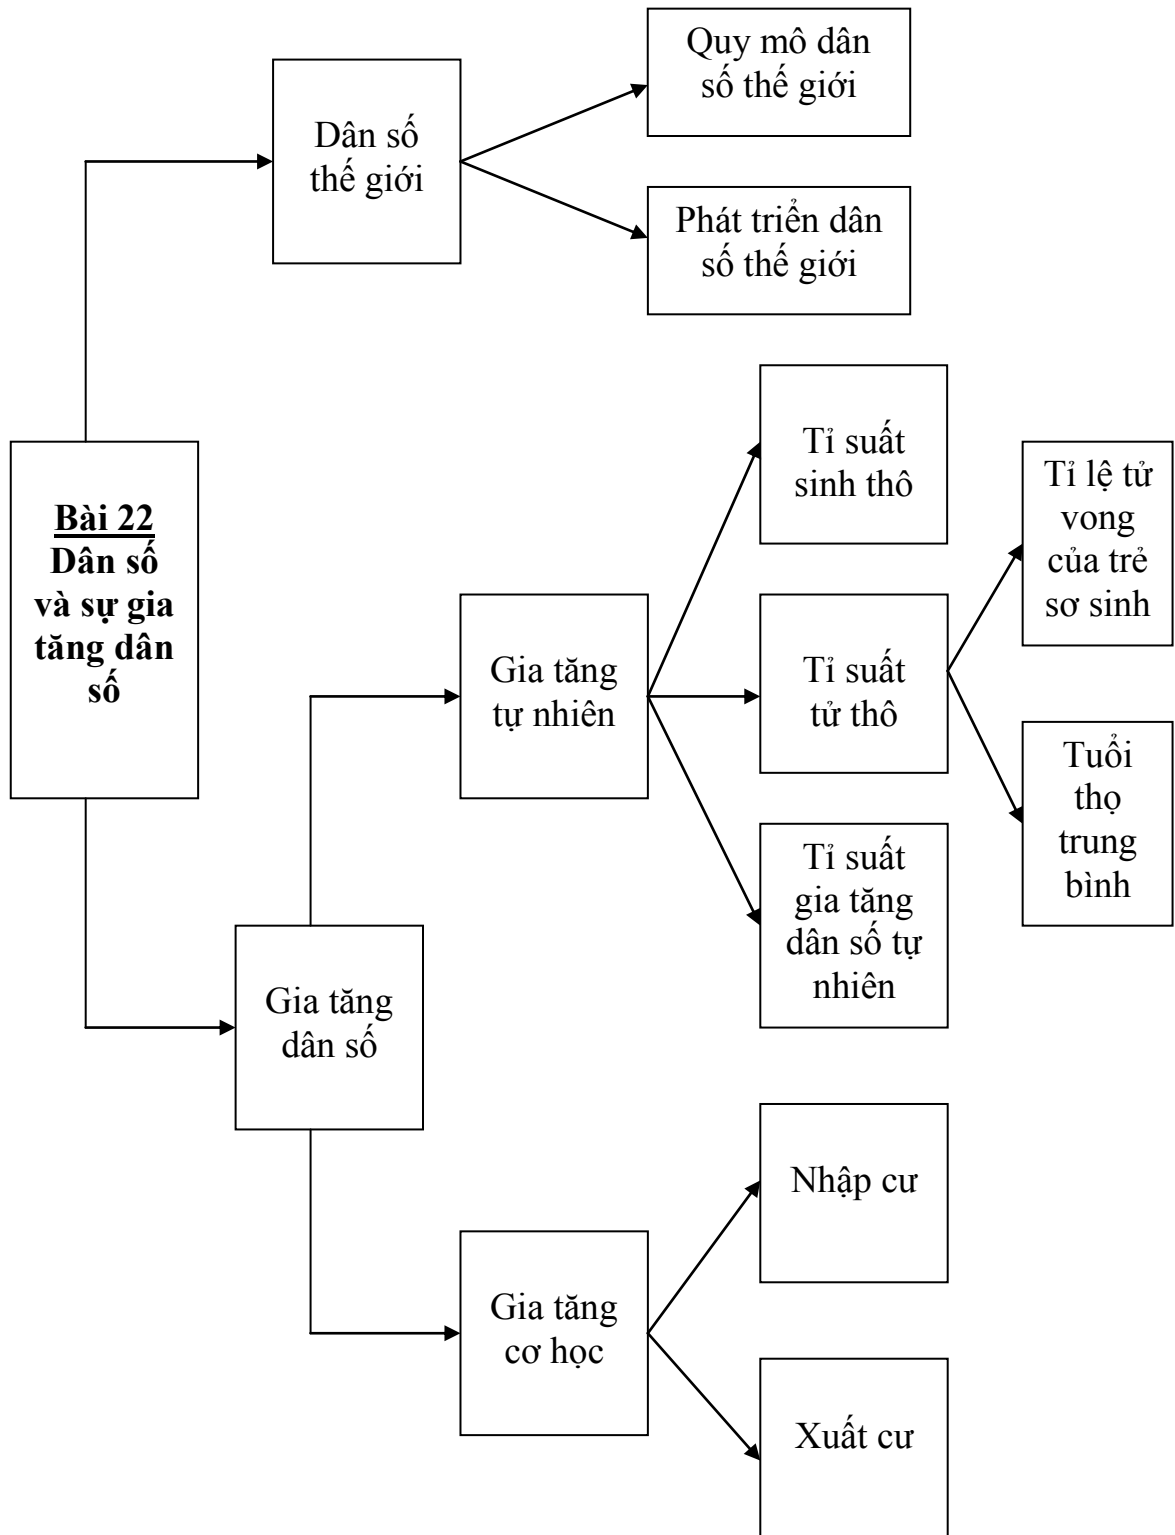 Quy mô dân
số thế giới
Dân số
thế giới
Phát triển dân
số thế giới
Bài 22
Dân số
và sự gia
tăng dân
số
Tỉ suất
sinh thô
Tỉ lệ tử
vong
của trẻ
sơ sinh
Gia tăng
tự nhiên
Tỉ suất
tử thô
Tuổi
thọ
trung
bình
Tỉ suất
gia tăng
dân số tự
nhiên
Gia tăng
dân số
Nhập cư
Gia tăng
cơ học
Xuất cư